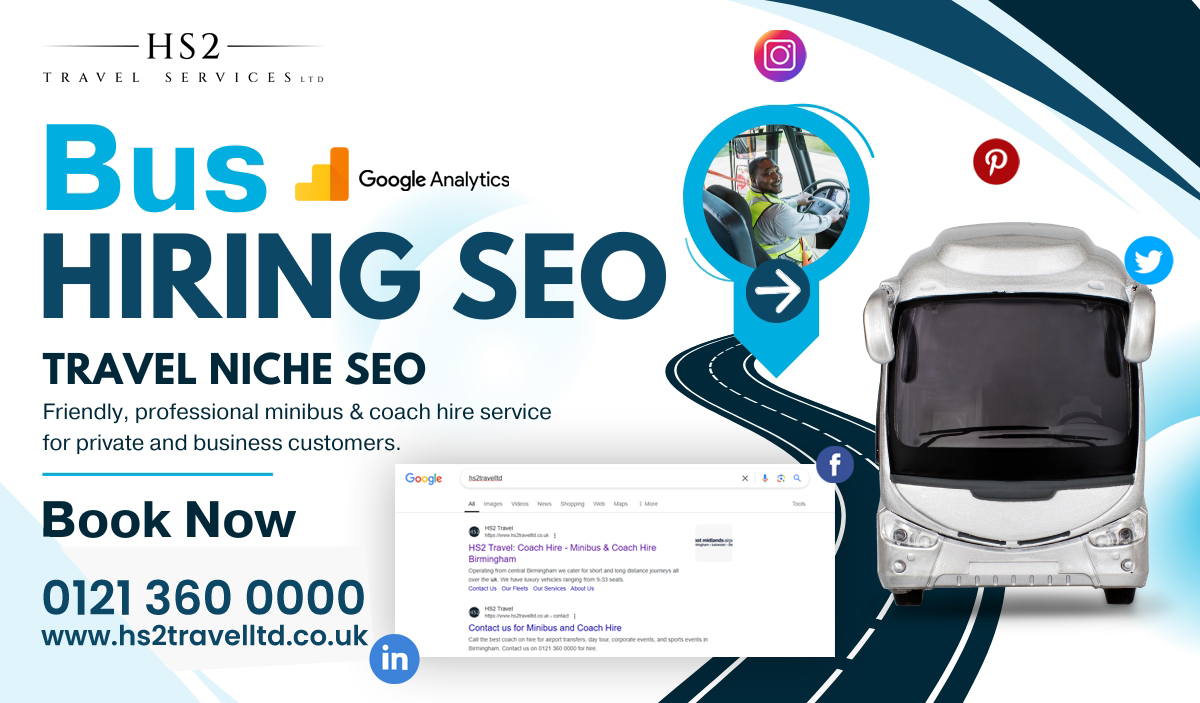 HS2
TRAVEL SERVICES LTD
Bus
Google Analytics
HIRING SEO
TRAVEL NICHE SEO
Friendly, professional minibus & coach hire service
for private and business customers.
Book Now
0121 360 0000
www.hs2travelltd.co.uk
Google
hs2travelltd
All Images Videos News Shopping Web Maps More Tools
HS2 Travel
https://www.hs2travelltd.co.uk
HS2 Travel: Coach Hire - Minibus & Coach Hire
Birmingham
Operating from central Birmingham we cater for short and long distance journeys all
over the uk. We have luxury vehicles ranging from 9-33 seats.
Contact Us Our Fleets Our Services About Us
HS2 Travel
https://www.hs2travelltd.co.uk › contact
Contact us for Minibus and Coach Hire
Call the best coach on hire for airport transfers, day tour, corporate events, and sports events in
Birmingham. Contact us on 0121 360 0000 for hire.
in